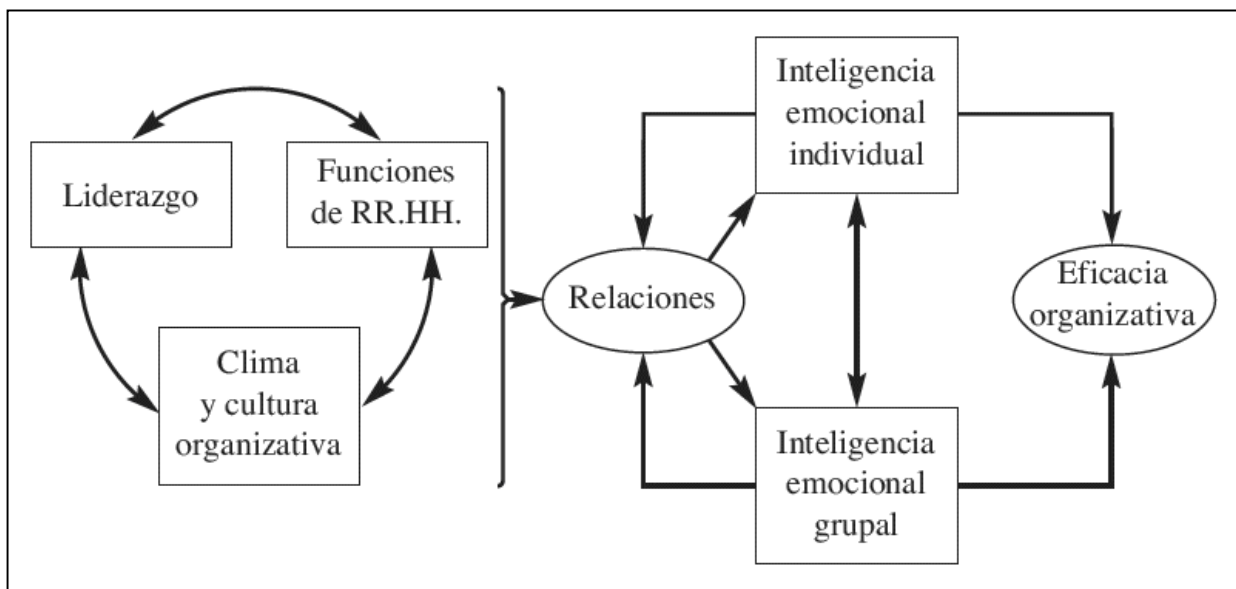 Liderazgo
Funciones
de RR.HH.
Clima
y cultura
organizativa
Relaciones
Inteligencia
emocional
individual
Inteligencia
emocional
grupal
Eficacia
organizativa